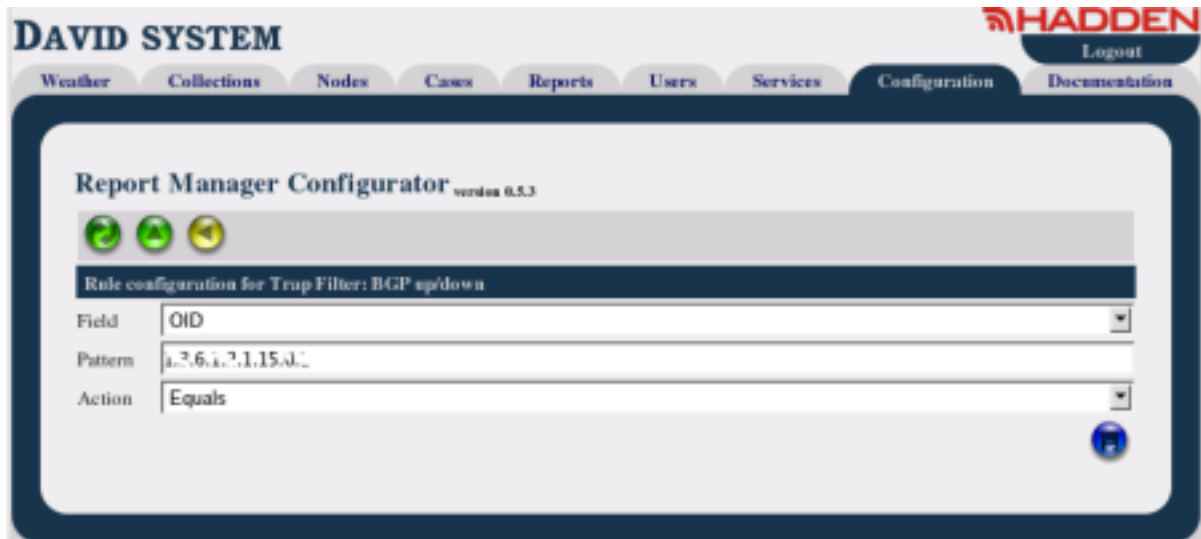 DAVID SYSTEM
HADDEN
Logout
Weather Collections Nodes Cases Reports Users Services Configuration Documentation
Report Manager Configurator version 0.5.3
Rule configuration for Trap Filter: BGP up/down
Field OID
Pattern
Action Equals